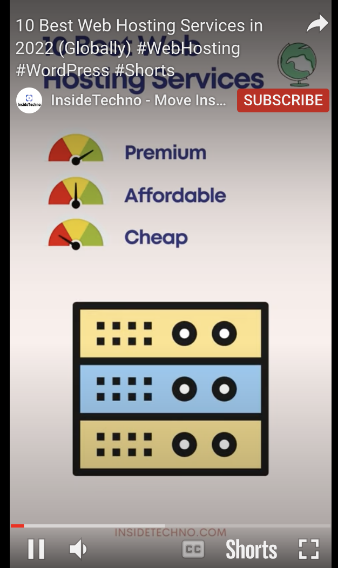 10 Best Web Hosting Services in
2022 (Globally) #WebHosting
#WordPress #Shorts
10 Best Web
Hosting Services
InsideTechno - Move Ins...
SUBSCRIBE
Premium
Affordable
Cheap
INSIDETECHNO.COM
CC
Shorts